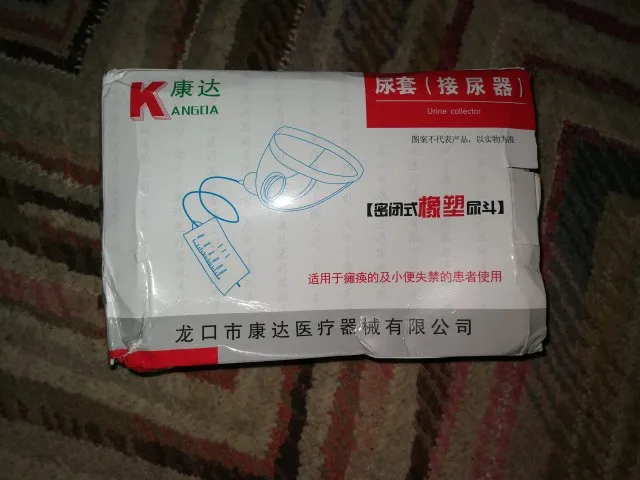 康达
KANGDA
尿套（接尿器）
Urine collector
图案不代表产品，以实物为准
【密闭式橡塑尿斗】
适用于瘫痪的及小便失禁的患者使用
龙口市康达医疗器械有限公司